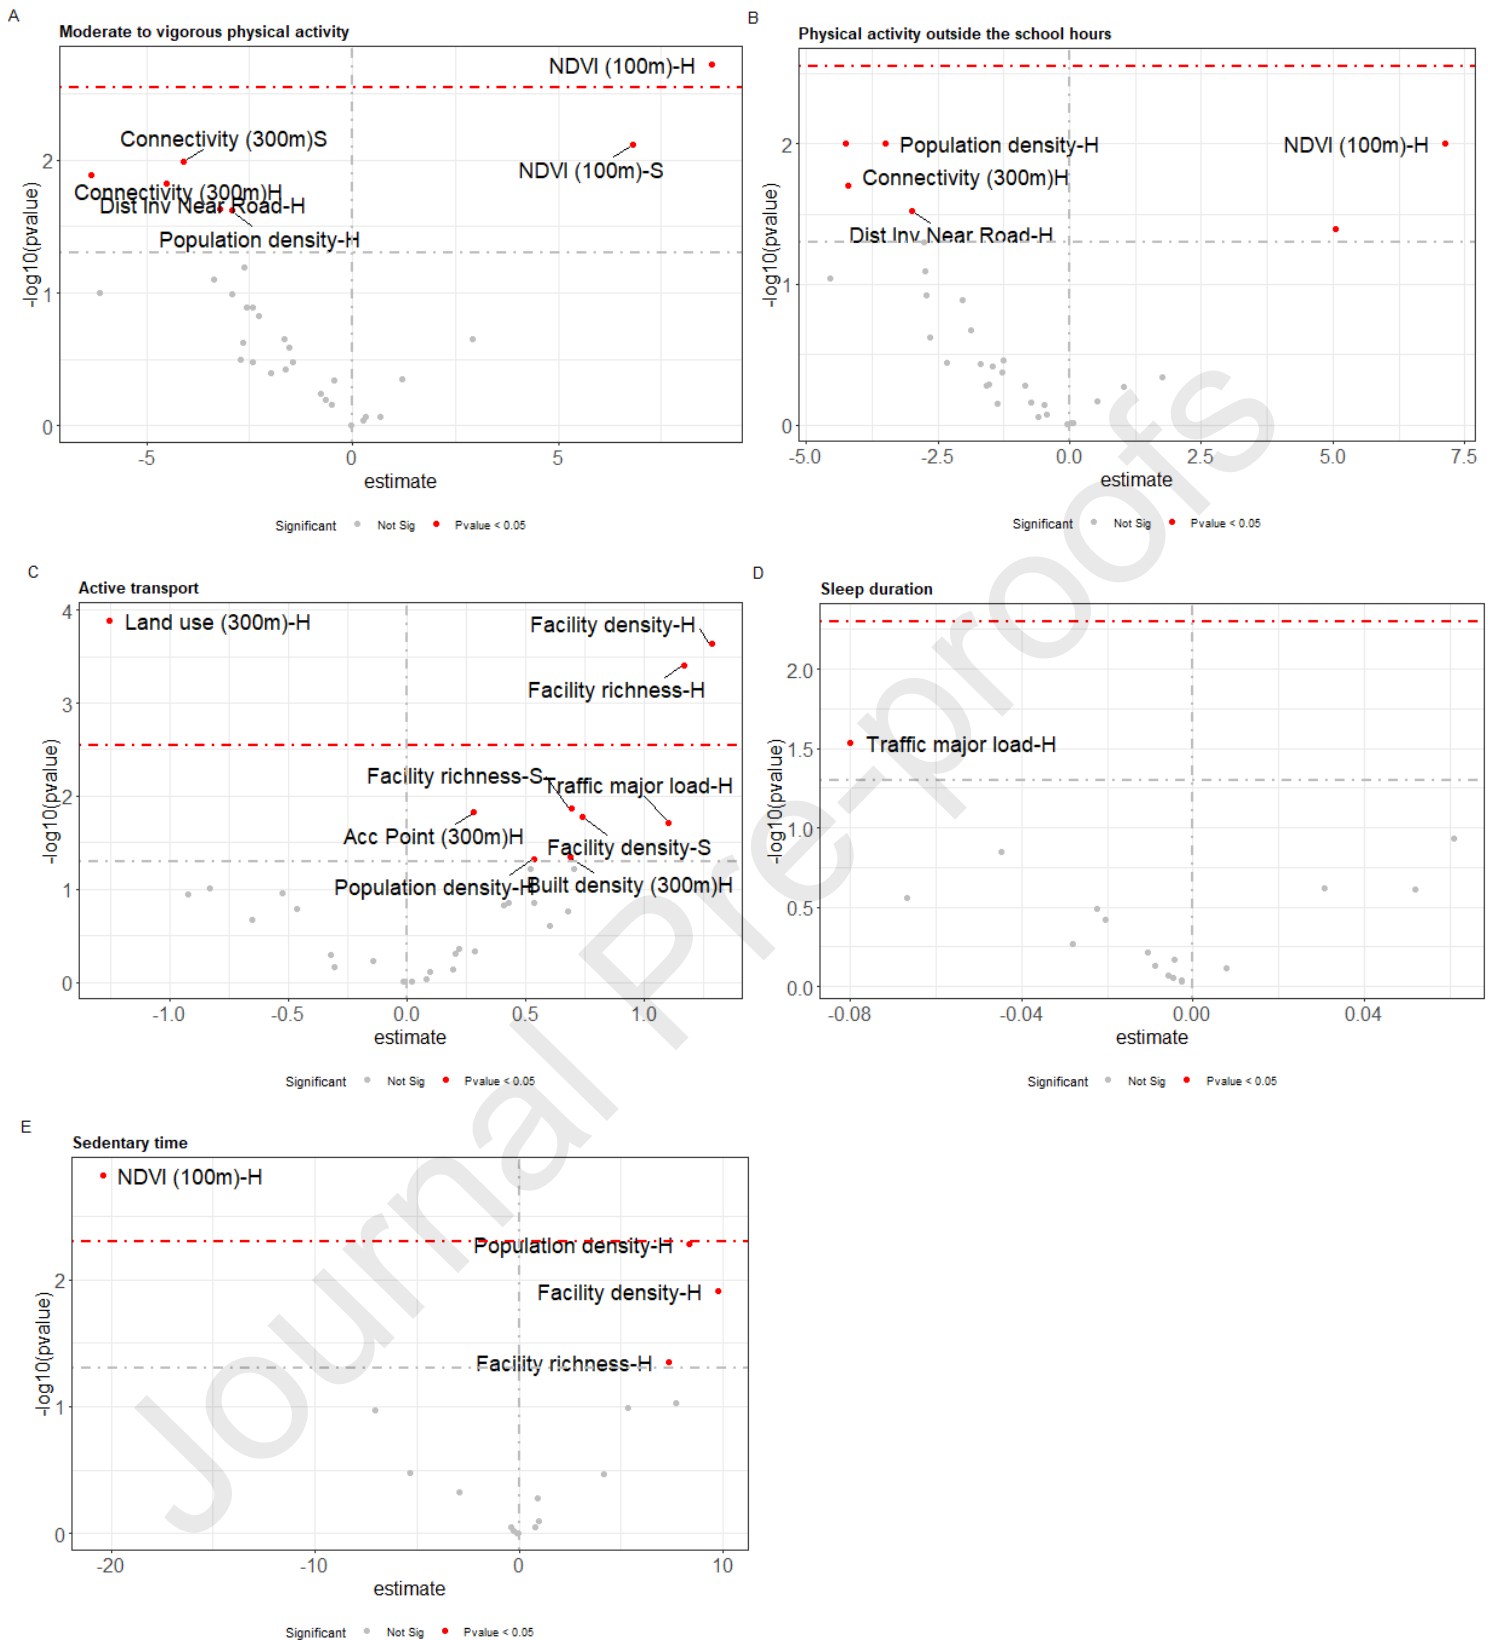 A
Moderate to vigorous physical activity
NDVI (100m)-H
Connectivity (300m)S
NDVI (100m)-S
Connectivity (300m)H
Dist Inv Near Road-H
Population density-H
-log10(pvalue)
2
1
0
-5
0
5
estimate
Significant Not Sig Pvalue < 0.05
B
Physical activity outside the school hours
Population density-H
NDVI (100m)-H
Connectivity (300m)H
Dist Inv Near Road-H
-log10(pvalue)
2
1
0
-5.0
-2.5
0.0
2.5
5.0
7.5
estimate
Significant Not Sig Pvalue < 0.05
C
Active transport
Land use (300m)-H
Facility density-H
Facility richness-H
Facility richness-S
Traffic major load-H
Acc Point (300m)H
Facility density-S
Population density-H
Built density (300m)H
-log10(pvalue)
4
3
2
1
0
-1.0
-0.5
0.0
0.5
1.0
estimate
Significant Not Sig Pvalue < 0.05
D
Sleep duration
Traffic major load-H
-log10(pvalue)
2.0
1.5
1.0
0.5
0.0
-0.08
-0.04
0.00
0.04
estimate
Significant Not Sig Pvalue < 0.05
E
Sedentary time
NDVI (100m)-H
Population density-H
Facility density-H
Facility richness-H
-log10(pvalue)
2
1
0
-20
-10
0
10
estimate
Significant Not Sig Pvalue < 0.05
Journal Pre-proofs